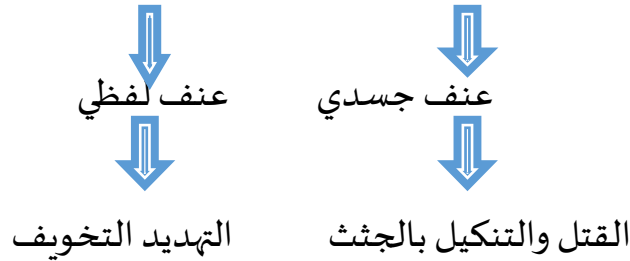 عنف جسدي عنف لفظي
القتل والتنكيل بالجثث التهديد التخويف